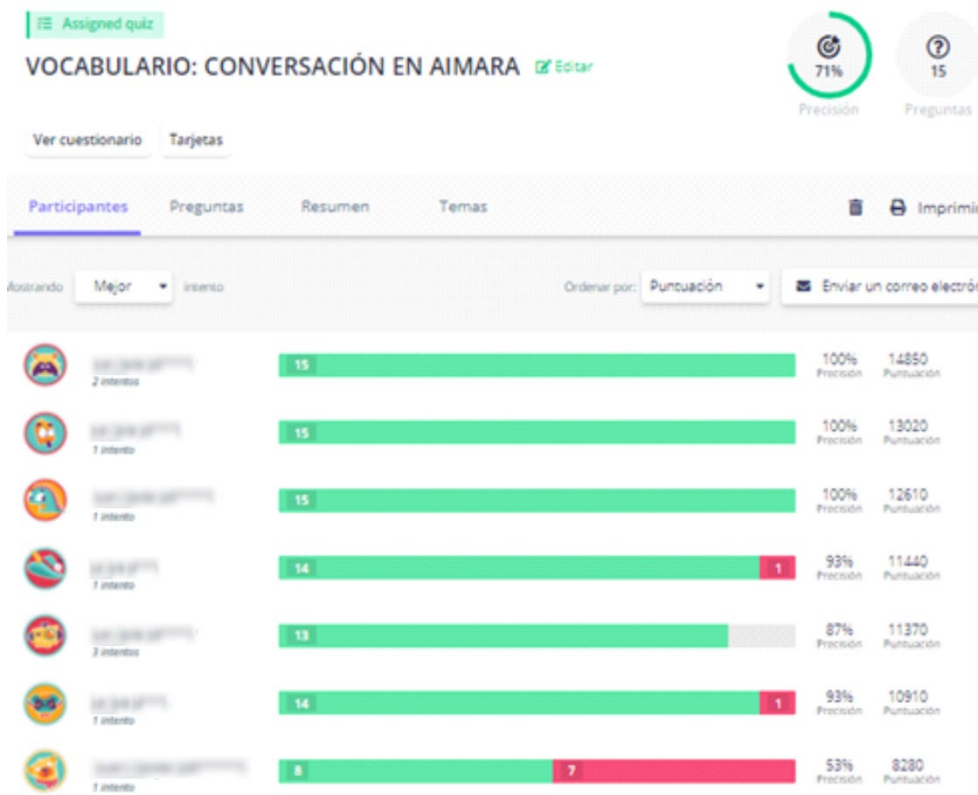 Assigned quiz
VOCABULARIO: CONVERSACIÓN EN AIMARA Editar
71%
Precisión
15
Preguntas
Ver cuestionario Tarjetas
Participantes Preguntas Resumen Temas Imprimir
Mostrando Mejor intento Ordenar por: Puntuación Enviar un correo electrón
2 intentos
15
100%
Precisión
14850
Puntuación
1 intento
15
100%
Precisión
13020
Puntuación
1 intento
15
100%
Precisión
12610
Puntuación
1 intento
14 1
93%
Precisión
11440
Puntuación
3 intentos
13
87%
Precisión
11370
Puntuación
1 intento
14 1
93%
Precisión
10910
Puntuación
1 intento
8 7
53%
Precisión
8280
Puntuación